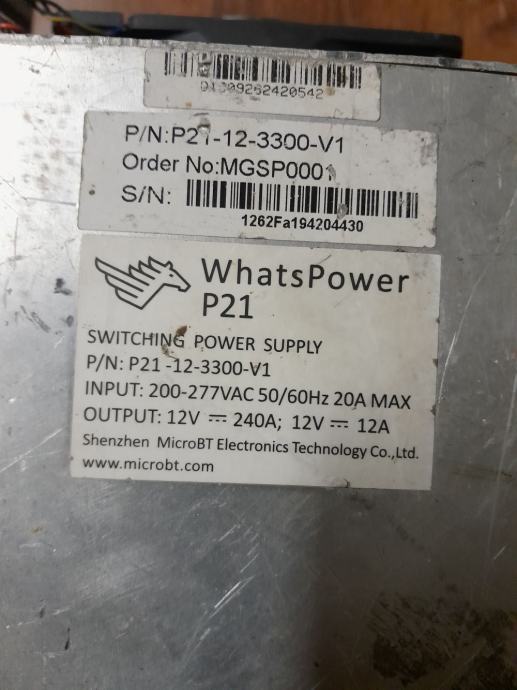 P/N:P21-12-3300-V1
Order No:MGSP0001
S/N:
1262Fa194204430
WhatsPower
P21
SWITCHING POWER SUPPLY
P/N: P21 -12-3300-V1
INPUT: 200-277VAC 50/60Hz 20A MAX
OUTPUT: 12V ⎓ 240A; 12V ⎓ 12A
Shenzhen MicroBT Electronics Technology Co.,Ltd.
www.microbt.com